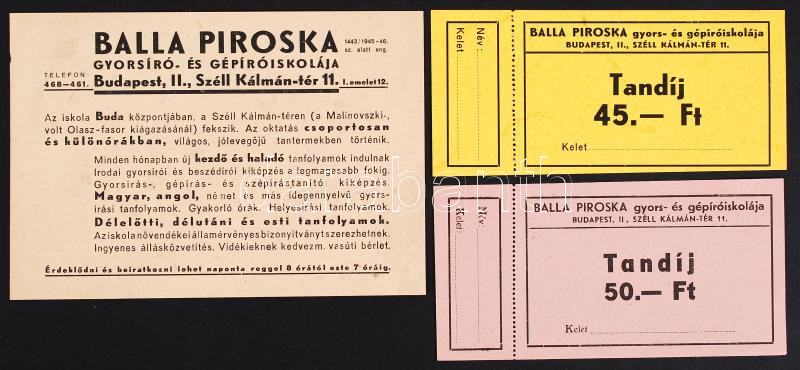 BALLA PIROSKA
1443/1945-46.
sz. alatt eng.
GYORSÍRÓ- ÉS GÉPÍRÓISKOLÁJA
TELEFON:
468-461.
Budapest, II., Széll Kálmán-tér 11. I. emelet 12.
Az iskola Buda központjában, a Széll Kálmán-téren (a Malinovszki-,
volt Olasz-fasor kiágazásánál) fekszik. Az oktatás csoportosan
és különórákban, világos, jólevegőjű tantermekben történik.
Minden hónapban új kezdő és haladó tanfolyamok indulnak
Irodai gyorsírói és beszédírói kiképzés a legmagasabb fokig.
Gyorsírás-, gépírás- és szépírástanító kiképzés.
Magyar, angol, német és más idegennyelvű gyors-
írási tanfolyamok. Gyakorló órák. Helyesírási tanfolyamok.
Délelőtti, délutáni és esti tanfolyamok.
Az iskola növendékei államérvényes bizonyítványt szerezhetnek.
Ingyenes állásközvetítés. Vidékieknek kedvezm. vasúti bérlet.
Érdeklődni és beiratkozni lehet naponta reggel 8 órától este 7 óráig.
Név:
Kelet
BALLA PIROSKA gyors- és gépíróiskolája
BUDAPEST, II., SZÉLL KÁLMÁN-TÉR 11.
Tandíj
45.— Ft
Kelet
Név:
Kelet:
BALLA PIROSKA gyors- és gépíróiskolája
BUDAPEST, II., SZÉLL KÁLMÁN-TÉR 11.
Tandíj
50.— Ft
Kelet